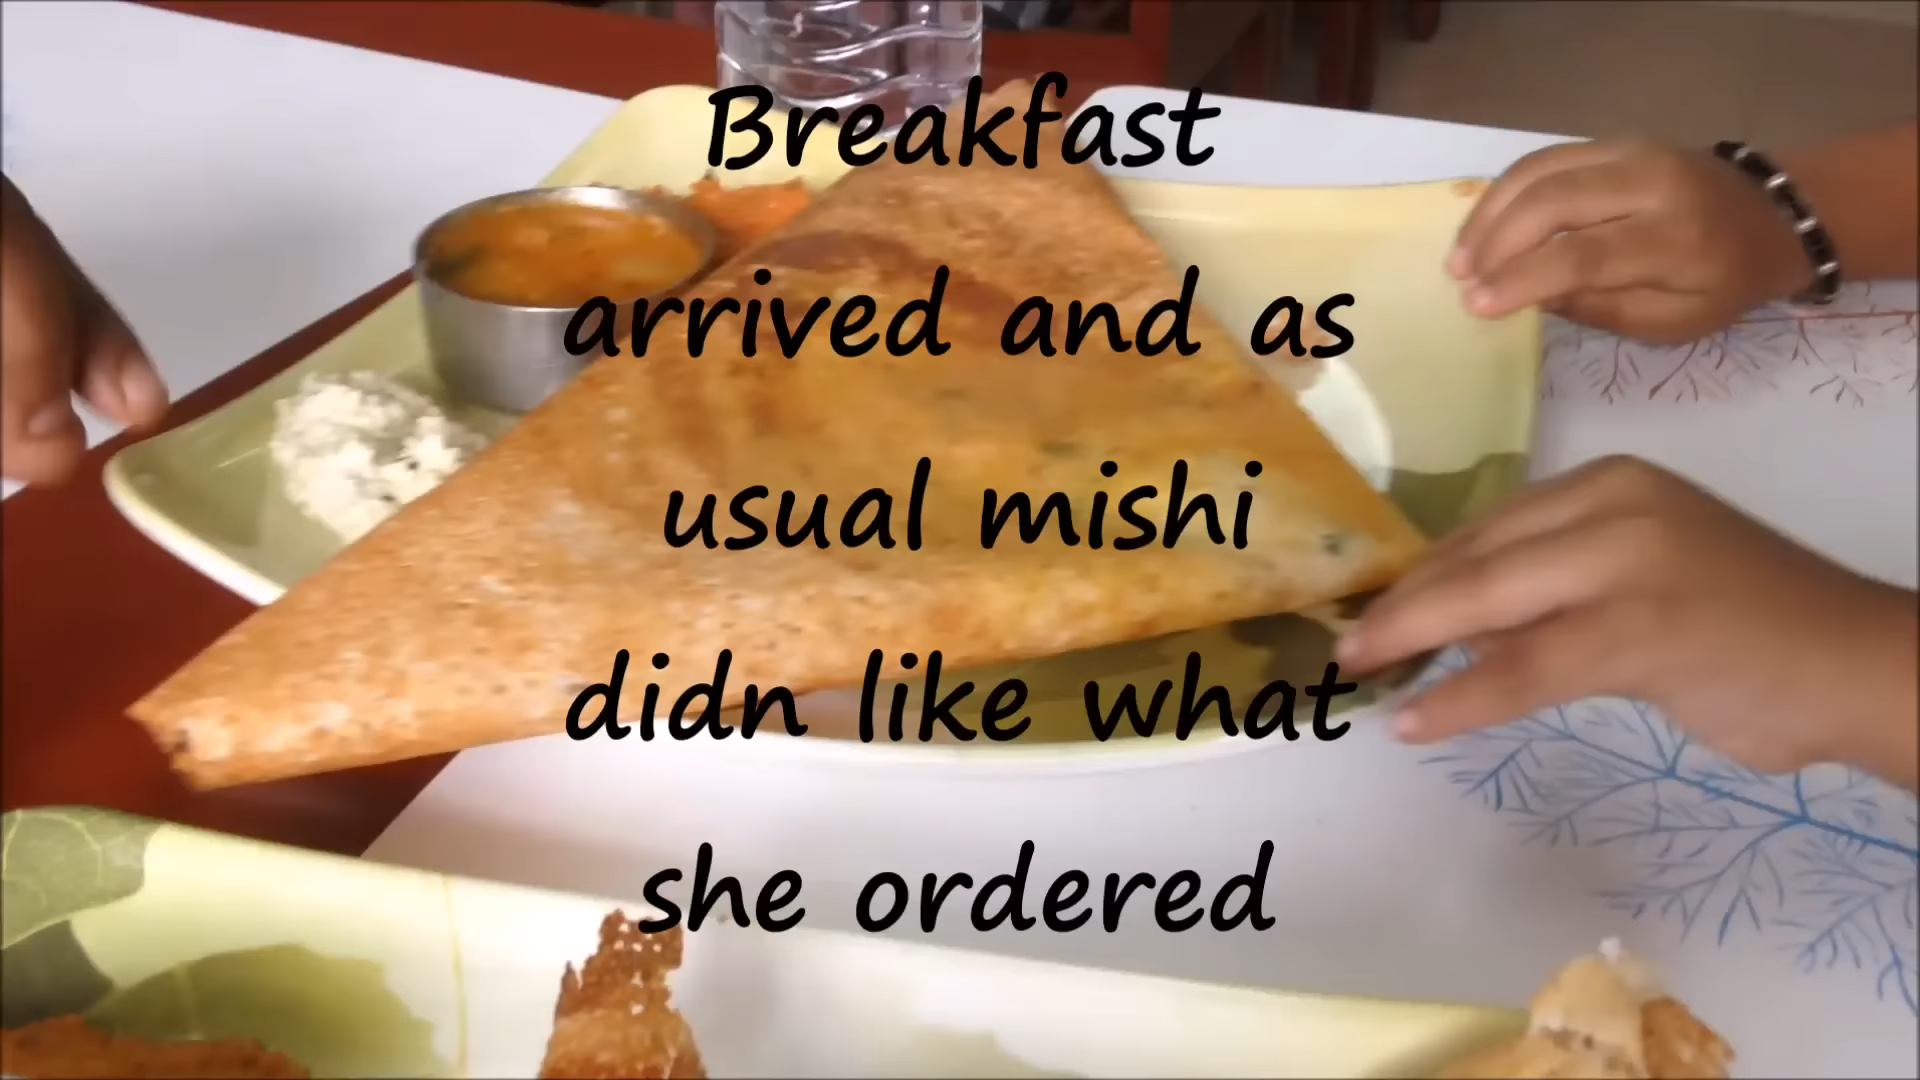 Breakfast
arrived and as
usual mishi
didn like what
she ordered